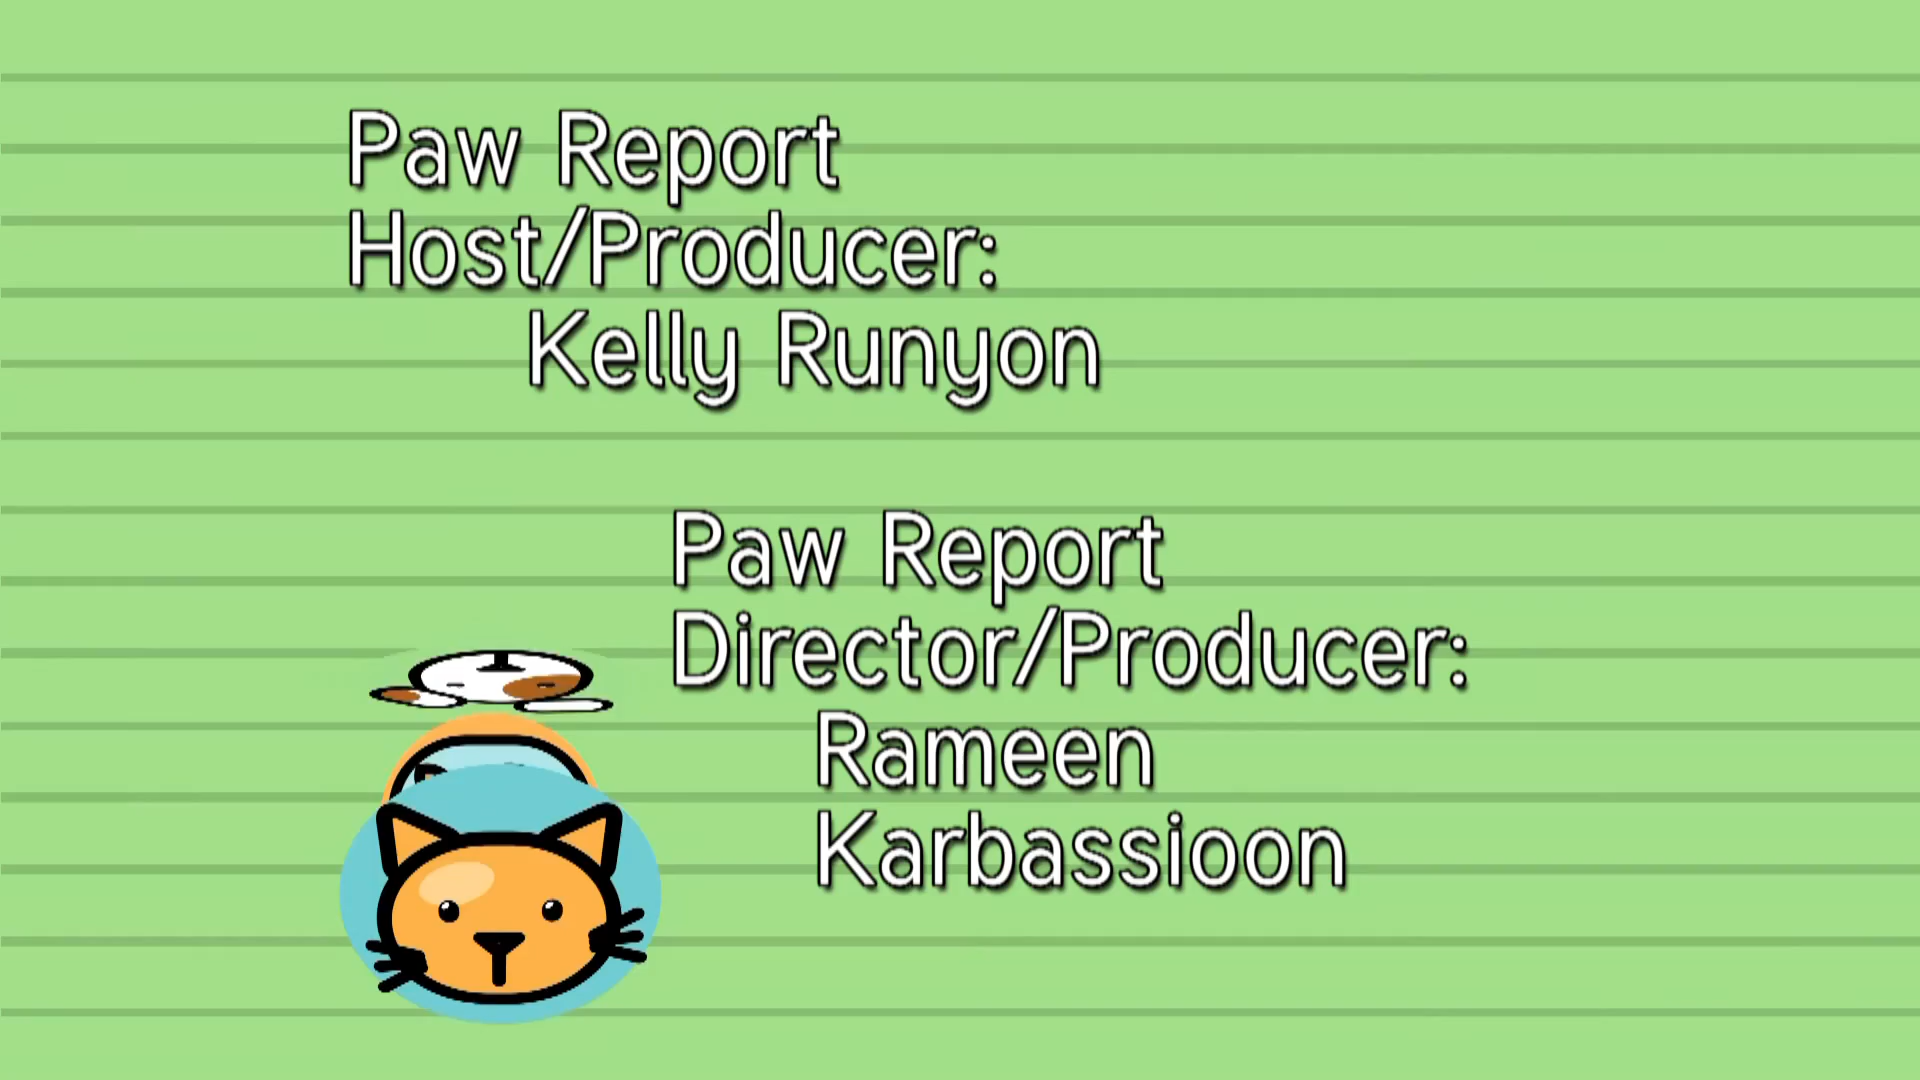 Paw Report
Host/Producer:
Kelly Runyon
Paw Report
Director/Producer:
Rameen
Karbassioon